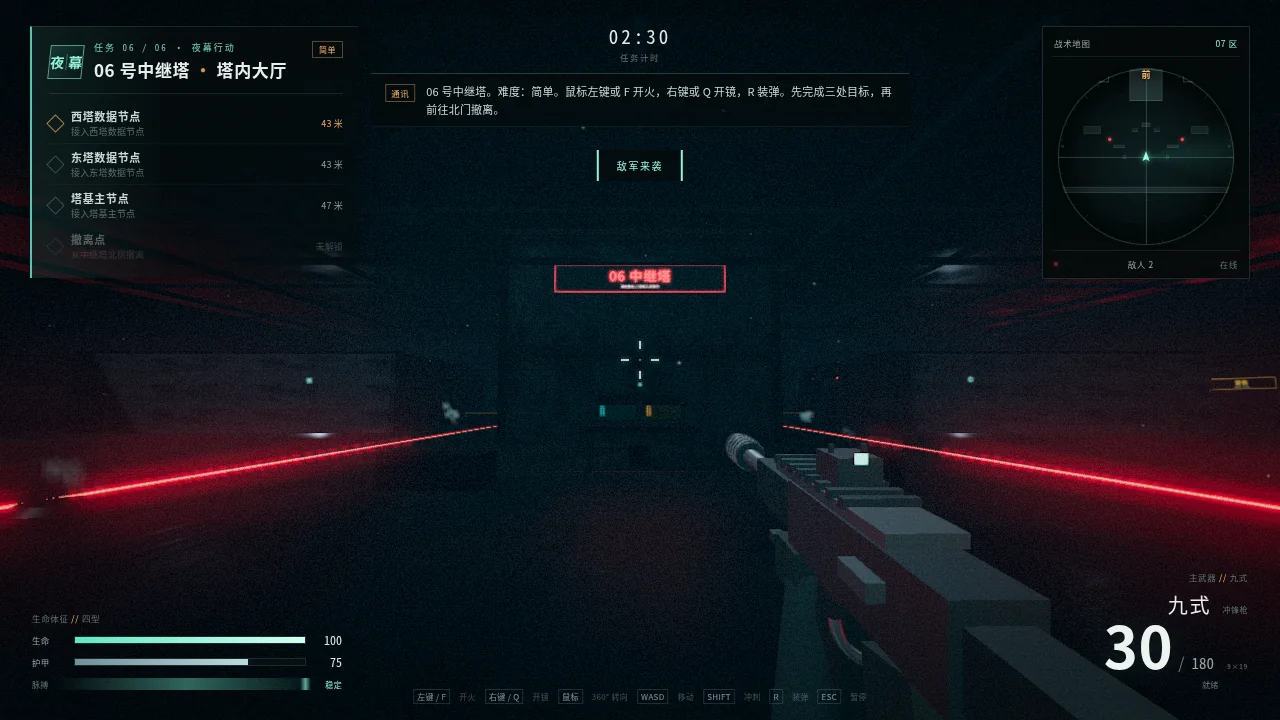 夜幕
任务 06 / 06 · 夜幕行动
简单
06 号中继塔 · 塔内大厅
西塔数据节点
接入西塔数据节点
43 米
东塔数据节点
接入东塔数据节点
43 米
塔基主节点
接入塔基主节点
47 米
撤离点
从中继塔北侧撤离
未解锁
02:30
任务计时
通讯
06 号中继塔。难度：简单。鼠标左键或 F 开火，右键或 Q 开镜，R 装弹。先完成三处目标，再
前往北门撤离。
敌军来袭
战术地图
07 区
前
敌人 2
在线
06 中继塔
生命体征 // 四型
生命
100
护甲
75
脉搏
稳定
左键 / F 开火 右键 / Q 开镜 鼠标 360° 转向 WASD 移动 SHIFT 冲刺 R 装弹 ESC 暂停
主武器 // 九式
九式 冲锋枪
30 / 180 9×19
就绪